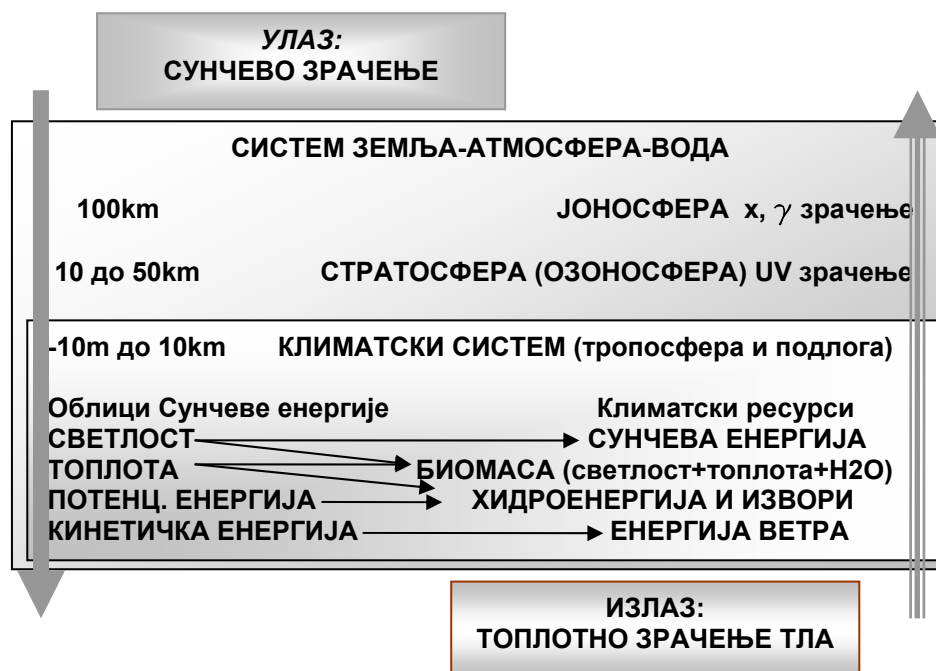 УЛАЗ:
СУНЧЕВО ЗРАЧЕЊЕ
СИСТЕМ ЗЕМЉА-АТМОСФЕРА-ВОДА
100km ЈОНОСФЕРА x, γ зрачење
10 до 50km СТРАТОСФЕРА (ОЗОНОСФЕРА) UV зрачење
-10m до 10km КЛИМАТСКИ СИСТЕМ (тропосфера и подлога)
Облици Сунчеве енергије Климатски ресурси
СВЕТЛОСТ СУНЧЕВА ЕНЕРГИЈА
ТОПЛОТА БИОМАСА (светлост+топлота+H2O)
ПОТЕНЦ. ЕНЕРГИЈА ХИДРОЕНЕРГИЈА И ИЗВОРИ
КИНЕТИЧКА ЕНЕРГИЈА ЕНЕРГИЈА ВЕТРА
ИЗЛАЗ:
ТОПЛОТНО ЗРАЧЕЊЕ ТЛА